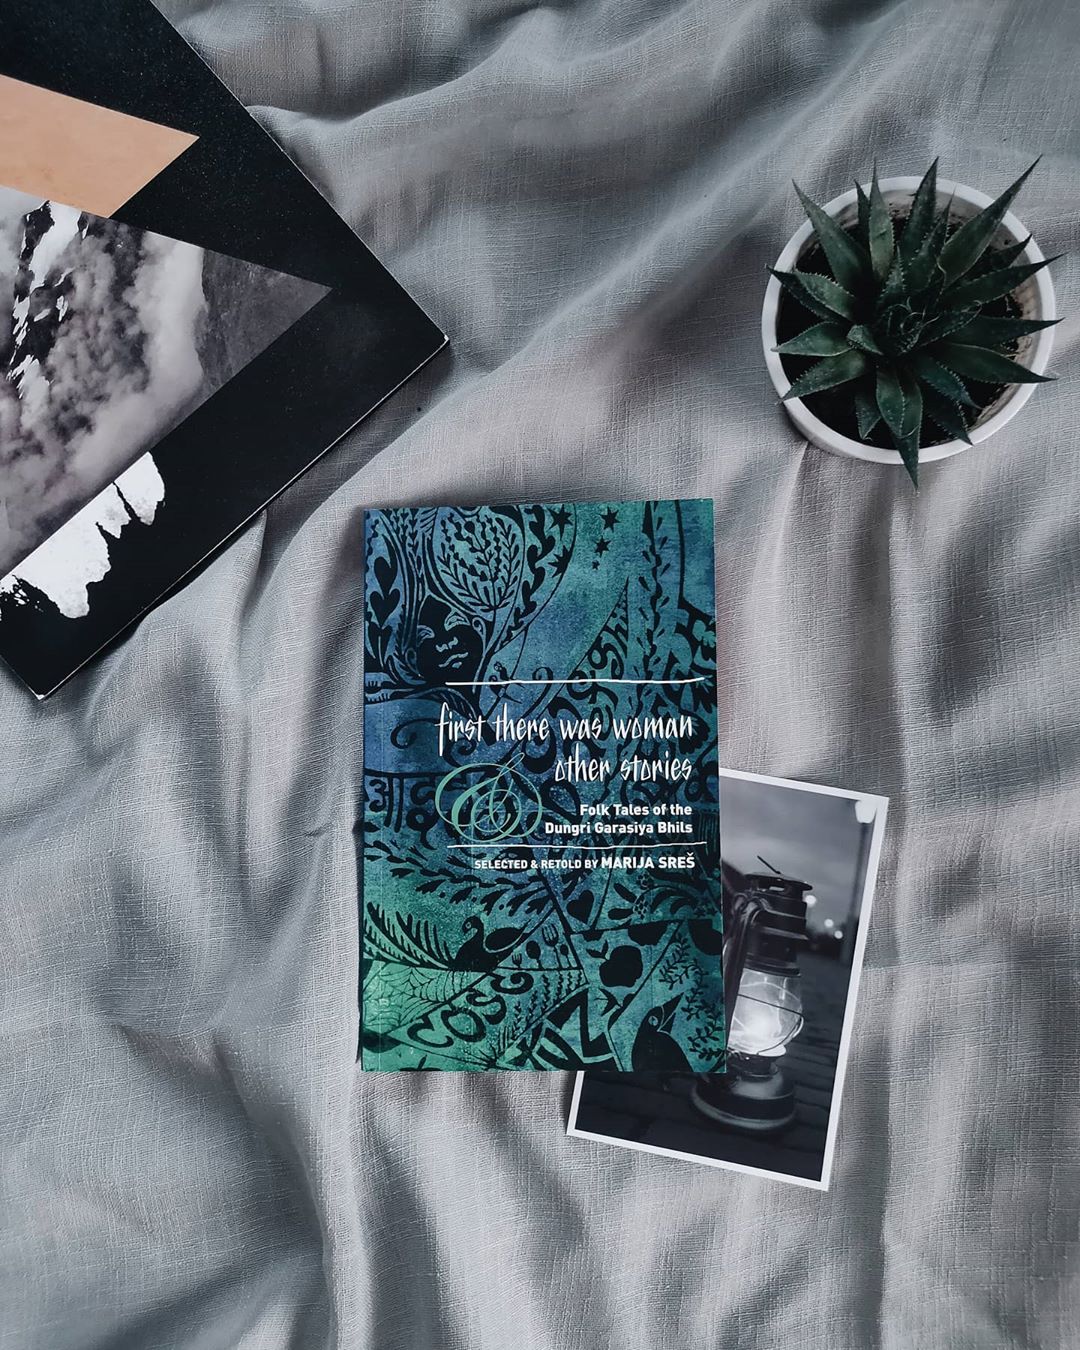 first there was woman
& other stories
Folk Tales of the
Dungri Garasiya Bhils
SELECTED & RETOLD BY MARIJA SREŠ